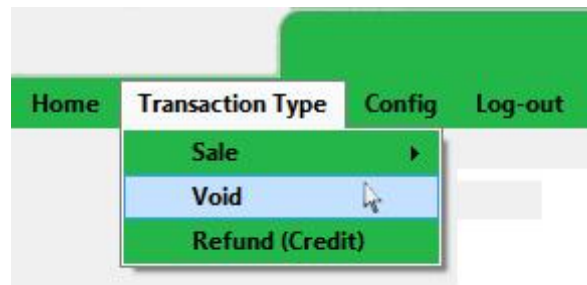 Home Transaction Type Config Log-out
Sale
Void
Refund (Credit)